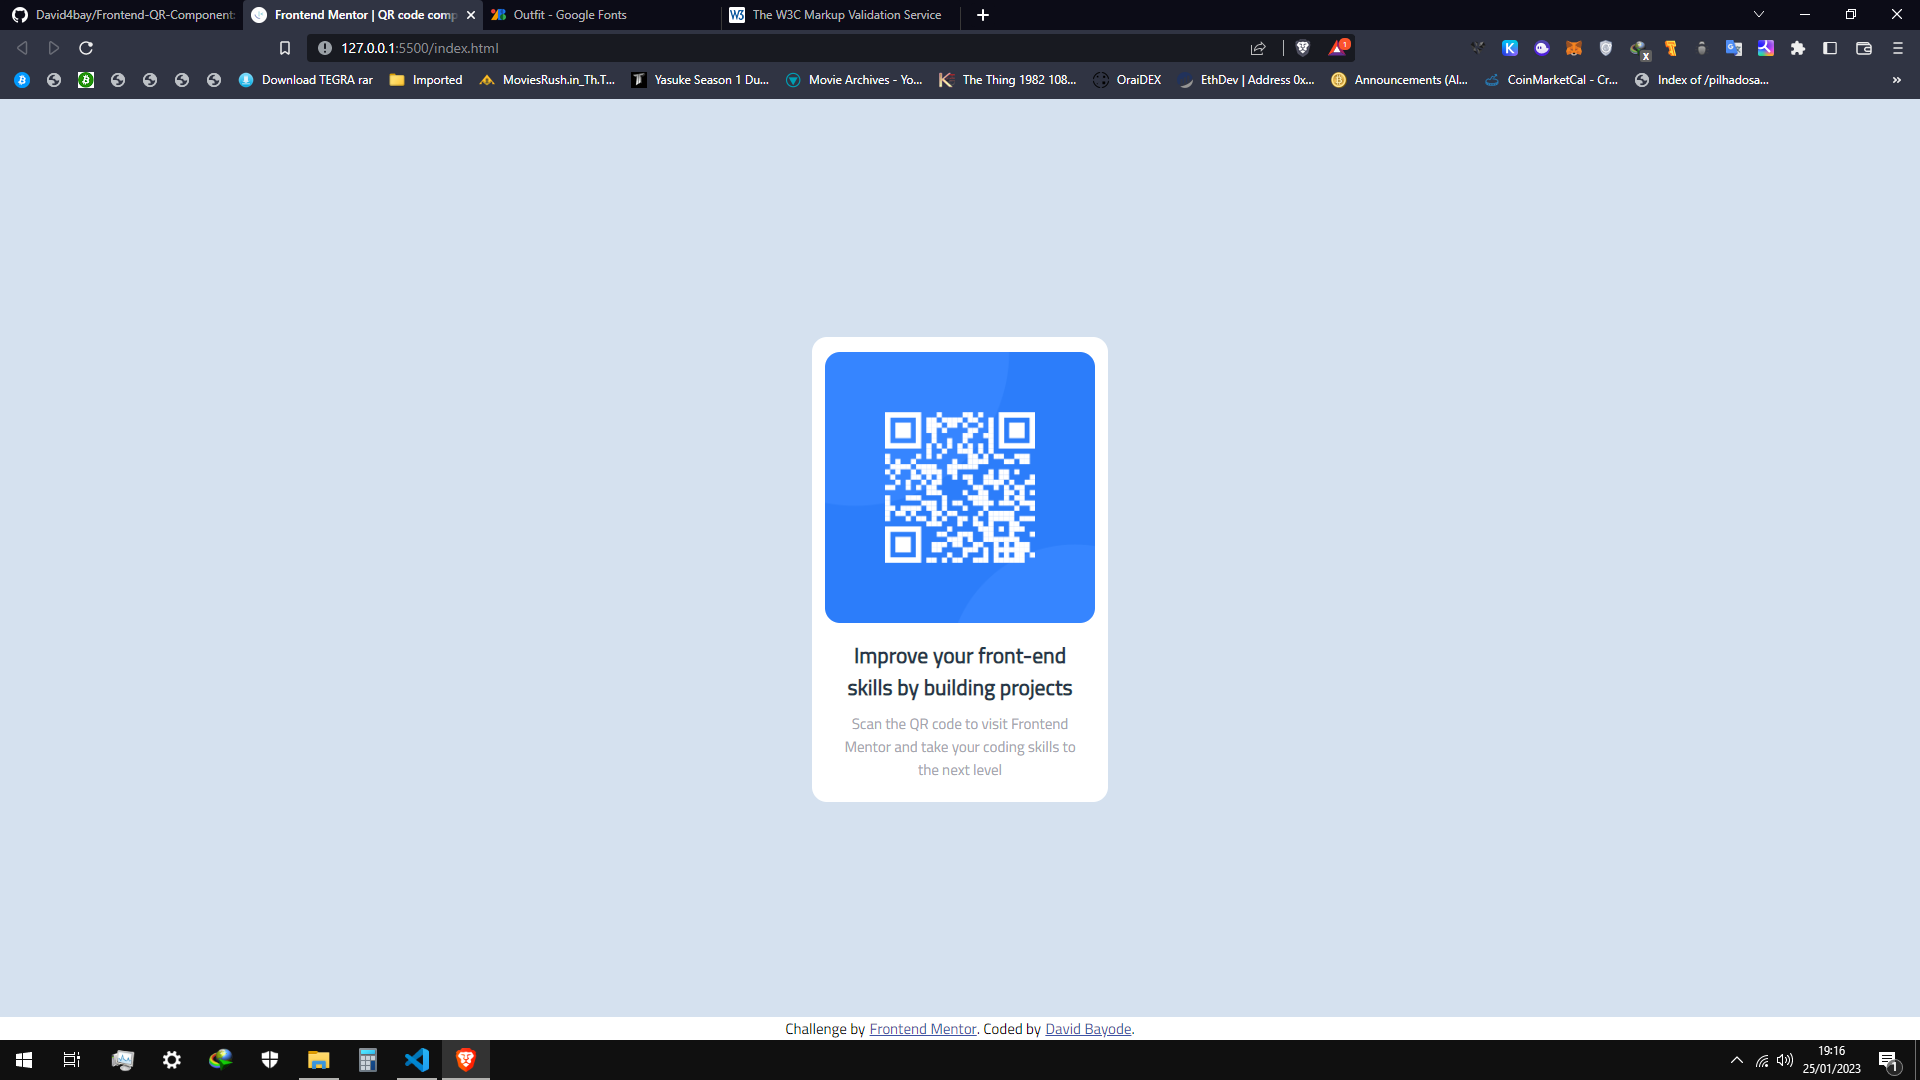 David4bay/Frontend-QR-Component
Frontend Mentor | QR code comp
Outfit - Google Fonts
The W3C Markup Validation Service
127.0.0.1:5500/index.html
1
Download TEGRA rar
Imported
MoviesRush.in_Th.T...
Yasuke Season 1 Du...
Movie Archives - Yo...
The Thing 1982 108...
OraiDEX
EthDev | Address 0x...
Announcements (Al...
CoinMarketCal - Cr...
Index of /pilhadosa...
Improve your front-end
skills by building projects
Scan the QR code to visit Frontend
Mentor and take your coding skills to
the next level
Challenge by Frontend Mentor. Coded by David Bayode.
19:16
25/01/2023
1